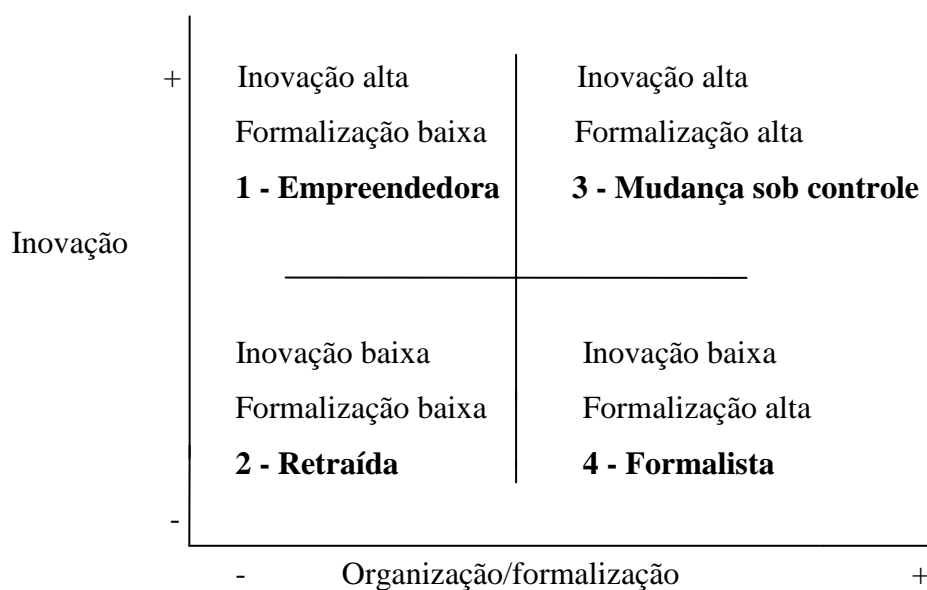 +
Inovação alta
Inovação alta
Formalização baixa
Formalização alta
1 - Empreendedora
3 - Mudança sob controle
Inovação
Inovação baixa
Inovação baixa
Formalização baixa
Formalização alta
2 - Retraída
4 - Formalista
-
- Organização/formalização +